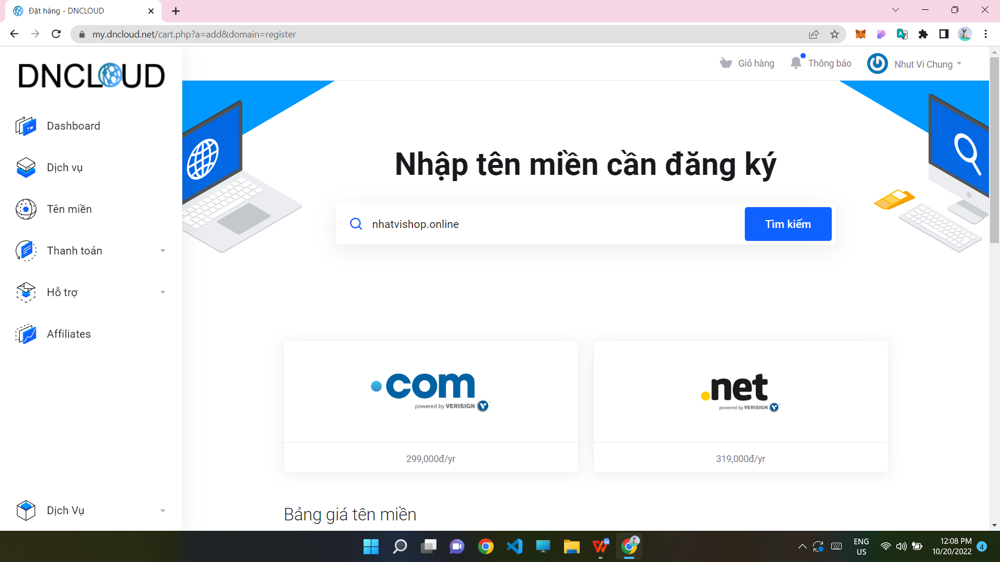 Đặt hàng - DNCLOUD
my.dncloud.net/cart.php?a=add&domain=register
DNCLOUD
Giỏ hàng
Thông báo
Nhut Vi Chung
Dashboard
Dịch vụ
Tên miền
Thanh toán
Hỗ trợ
Affiliates
Dịch Vụ
Nhập tên miền cần đăng ký
nhatvishop.online
Tìm kiếm
.com
powered by VERISIGN
299,000đ/yr
.net
powered by VERISIGN
319,000đ/yr
Bảng giá tên miền
ENG
US
12:08 PM
10/20/2022
4